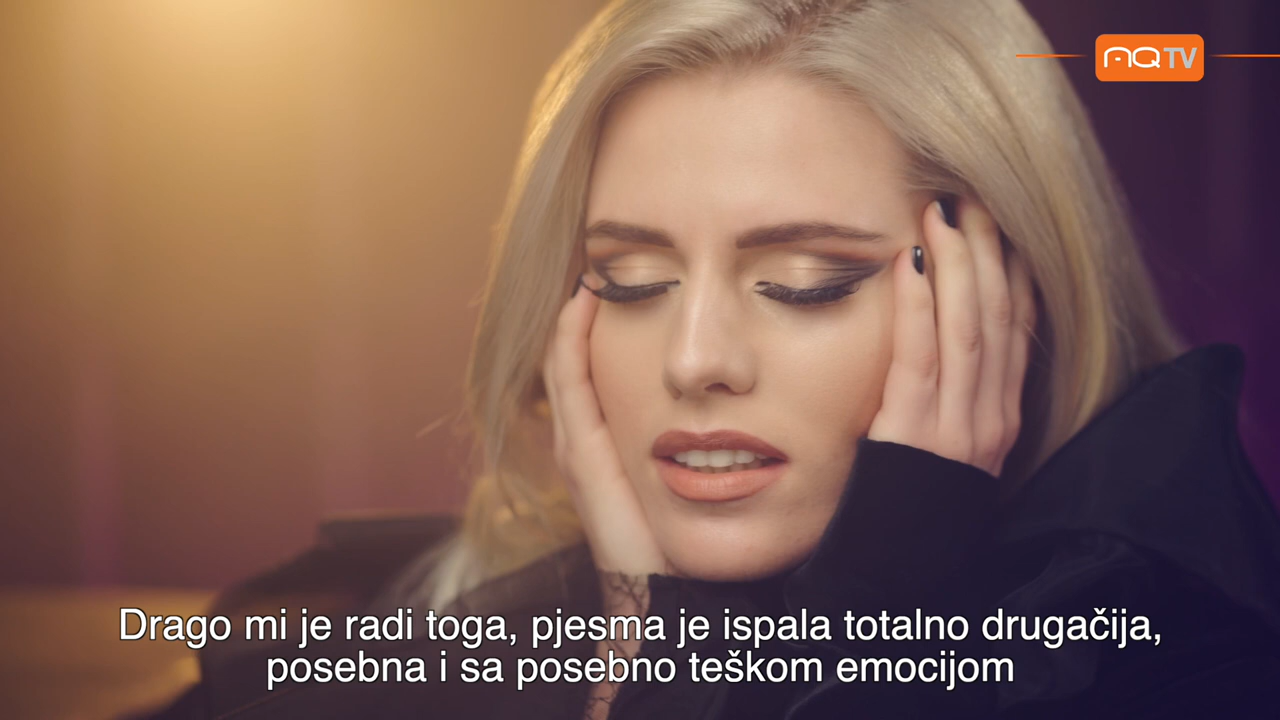 AQTV
Drago mi je radi toga, pjesma je ispala totalno drugačija,
posebna i sa posebno teškom emocijom